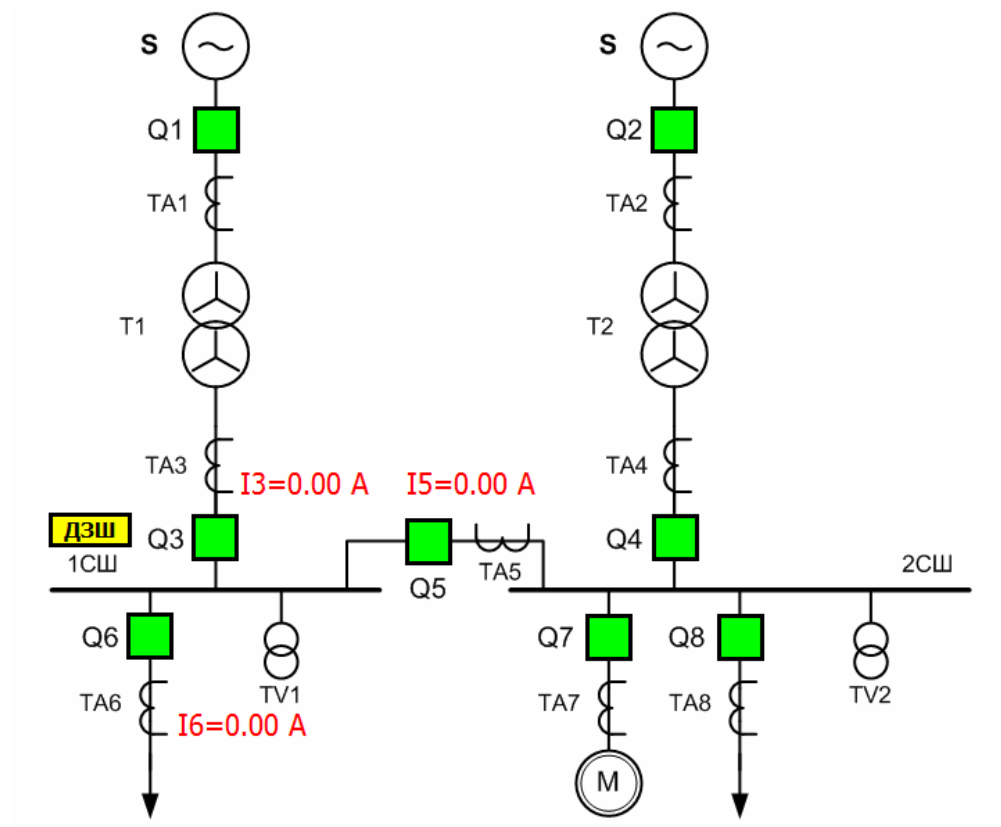 S
S
Q1
Q2
TA1
TA2
T1
T2
TA3
I3=0.00 A
I5=0.00 A
TA4
ДЗШ
Q3
Q4
1СШ
TA5
2СШ
Q5
Q6
Q7
Q8
TA6
TV1
TA7
TA8
TV2
I6=0.00 A
M